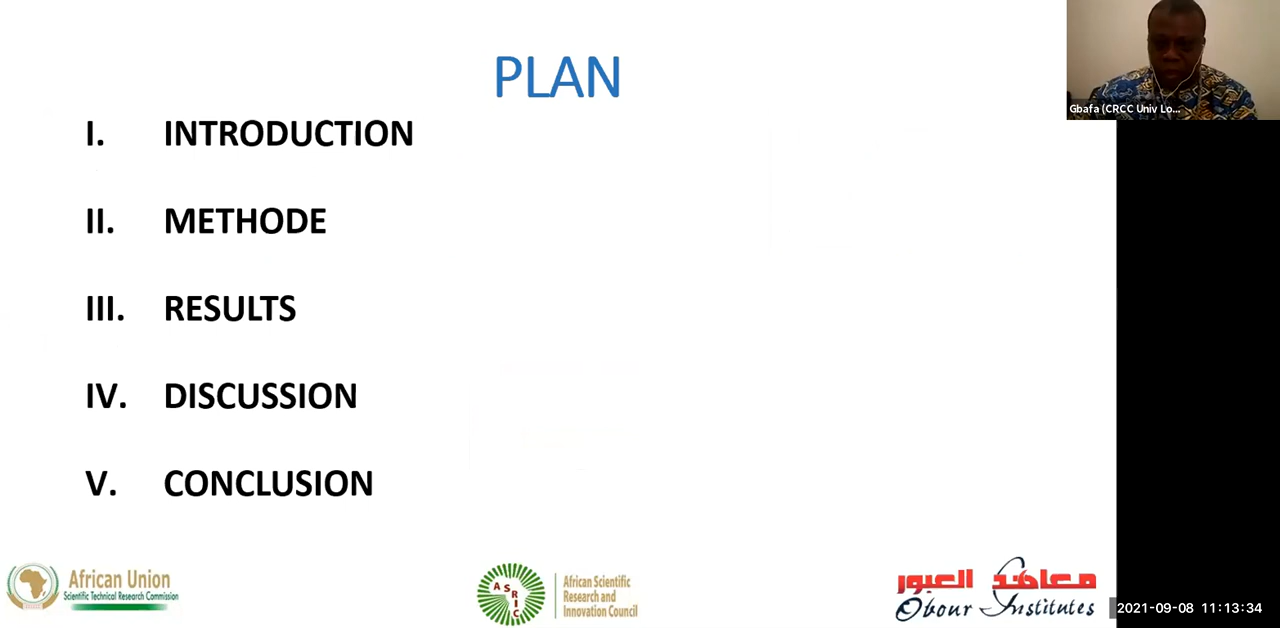 PLAN
Gbafa (CRCC Univ Lo...
I. INTRODUCTION
II. METHODE
III. RESULTS
IV. DISCUSSION
V. CONCLUSION
African Union
Scientific Technical Research Commission
ASRIC
African Scientific
Research and
Innovation Council
معاهد العبور
Obour Institutes
2021-09-08 11:13:34